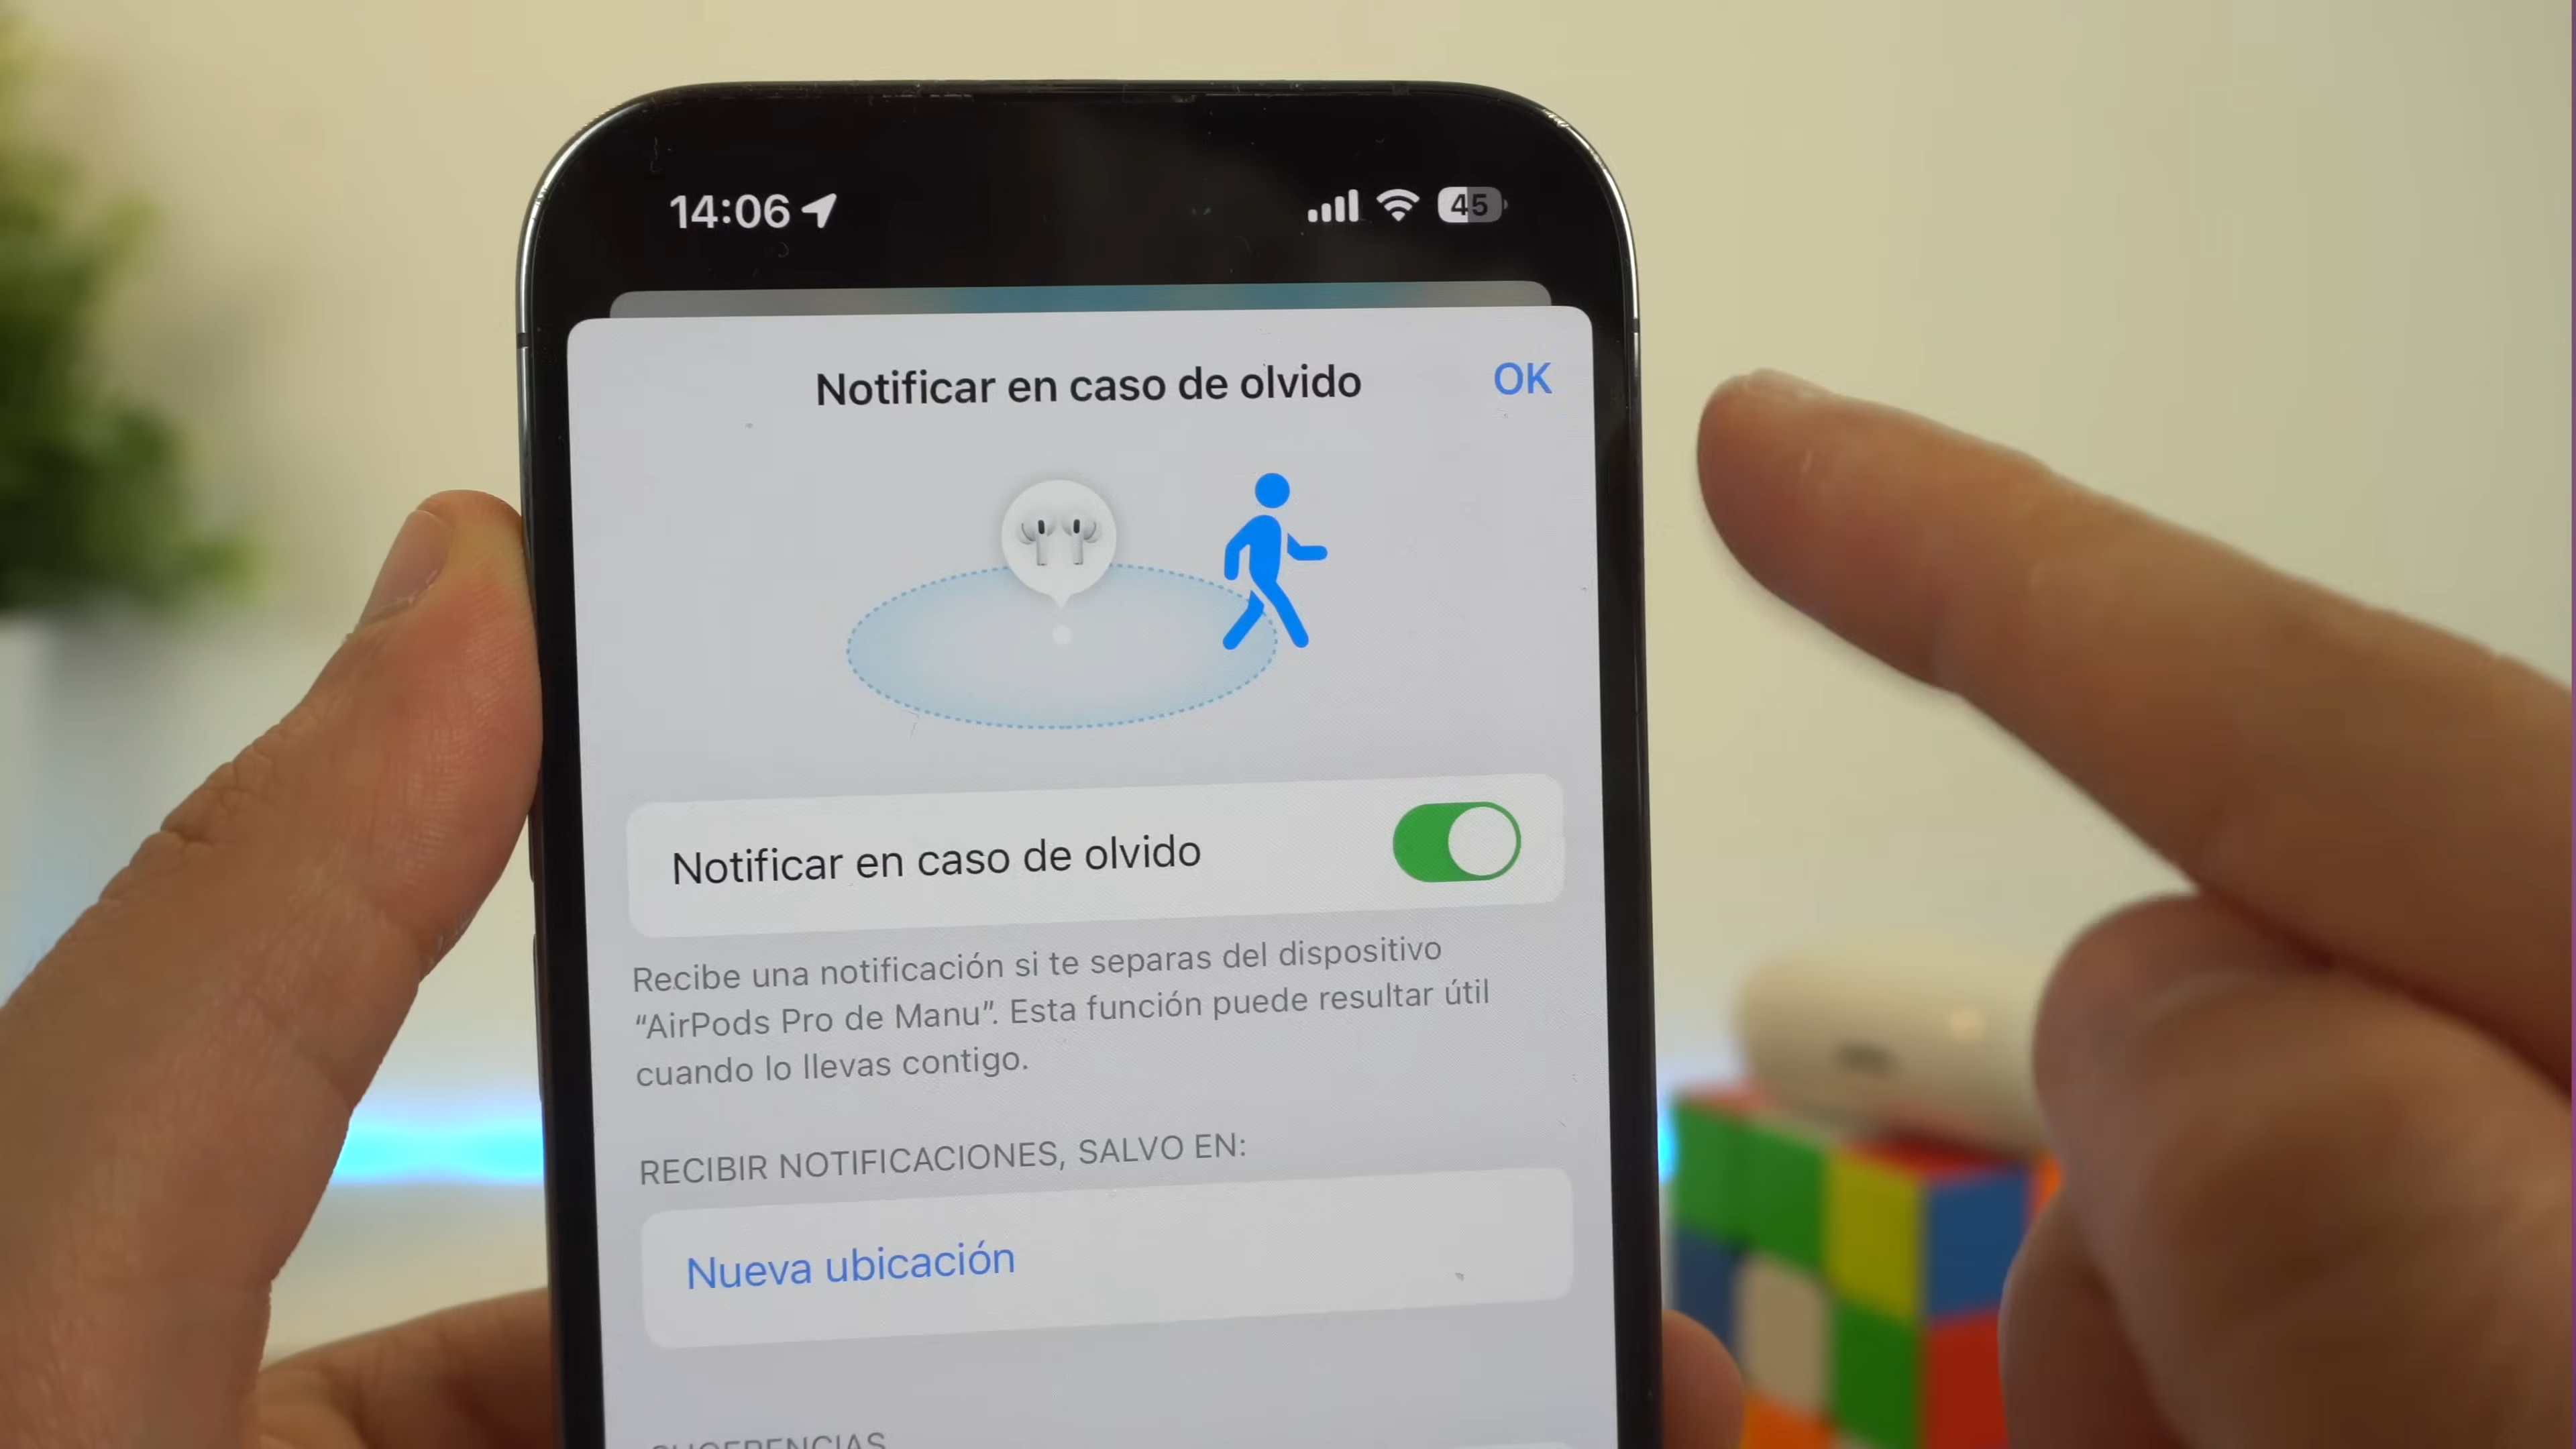 14:06
45
Notificar en caso de olvido
OK
Notificar en caso de olvido
Recibe una notificación si te separas del dispositivo
“AirPods Pro de Manu”. Esta función puede resultar útil
cuando lo llevas contigo.
RECIBIR NOTIFICACIONES, SALVO EN:
Nueva ubicación
SUGERENCIAS